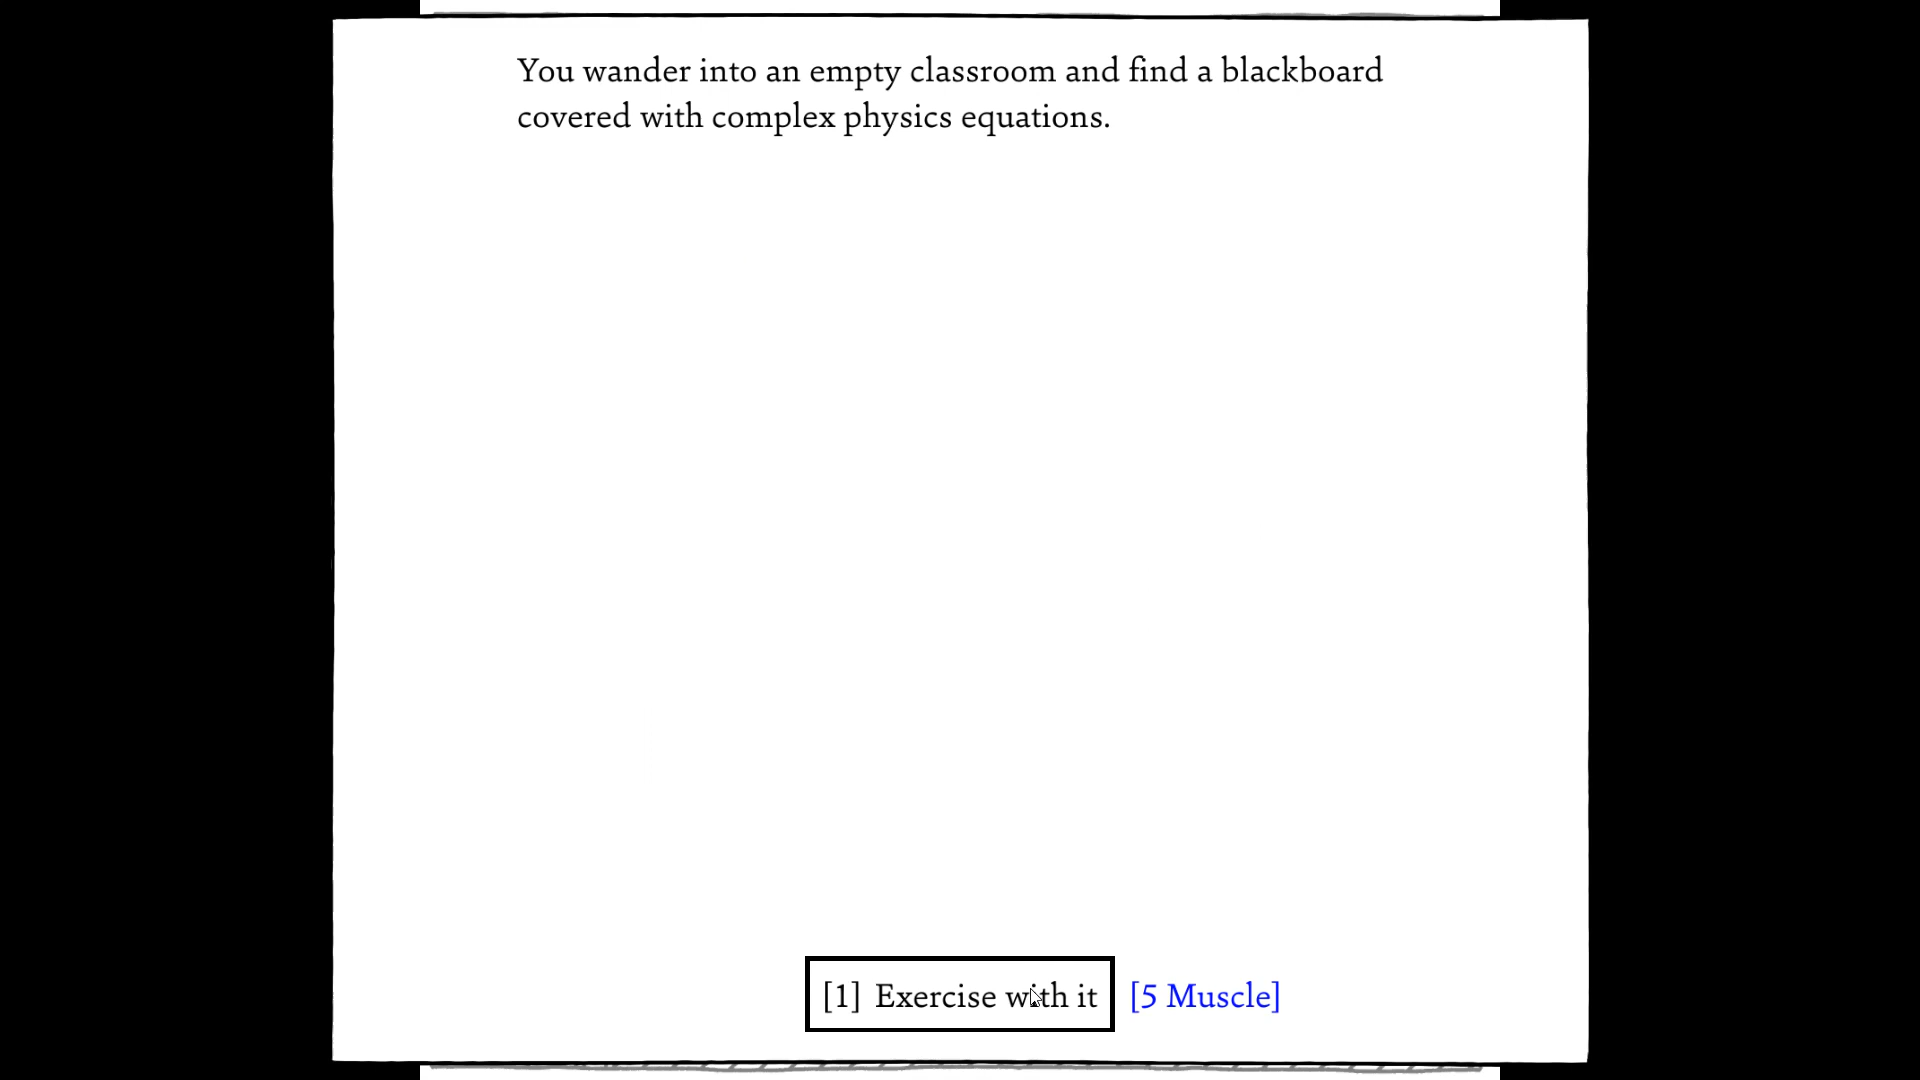 You wander into an empty classroom and find a blackboard
covered with complex physics equations.
[1] Exercise with it [5 Muscle]